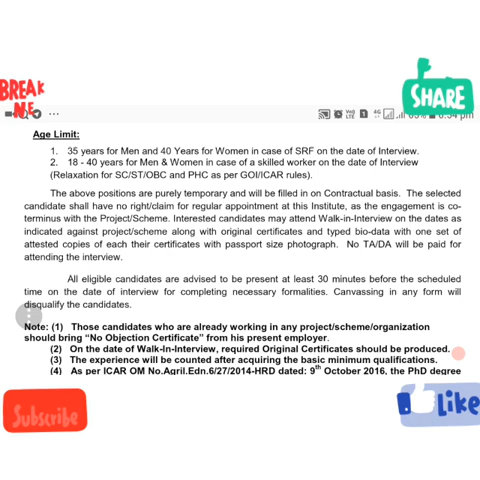 BREAK
ME
SHARE
Age Limit:
1. 35 years for Men and 40 Years for Women in case of SRF on the date of Interview.
2. 18 - 40 years for Men & Women in case of a skilled worker on the date of Interview
(Relaxation for SC/ST/OBC and PHC as per GOI/ICAR rules).
The above positions are purely temporary and will be filled in on Contractual basis. The selected
candidate shall have no right/claim for regular appointment at this Institute, as the engagement is co-
terminus with the Project/Scheme. Interested candidates may attend Walk-in-Interview on the dates as
indicated against project/scheme along with original certificates and typed bio-data with one set of
attested copies of each their certificates with passport size photograph. No TA/DA will be paid for
attending the interview.
All eligible candidates are advised to be present at least 30 minutes before the scheduled
time on the date of interview for completing necessary formalities. Canvassing in any form will
disqualify the candidates.
Note: (1) Those candidates who are already working in any project/scheme/organization
should bring “No Objection Certificate” from his present employer.
(2) On the date of Walk-In-Interview, required Original Certificates should be produced.
(3) The experience will be counted after acquiring the basic minimum qualifications.
(4) As per ICAR OM No.Agril.Edn.6/27/2014-HRD dated: 9th October 2016, the PhD degree
Subscribe
Like